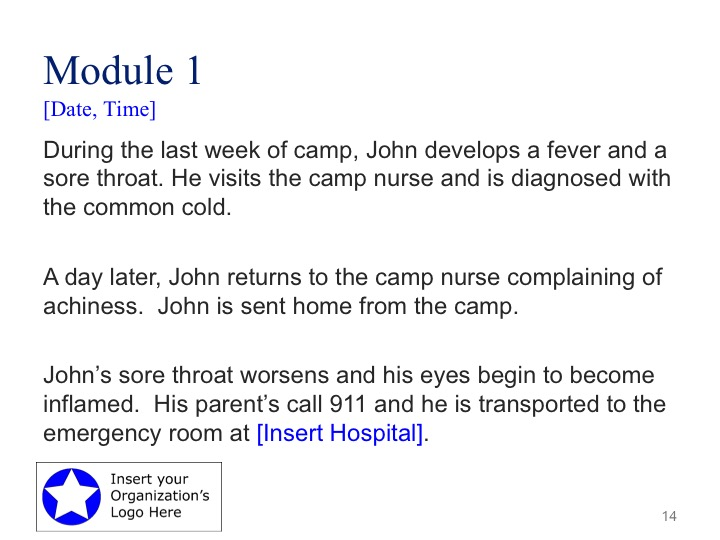 Module 1
[Date, Time]
During the last week of camp, John develops a fever and a
sore throat. He visits the camp nurse and is diagnosed with
the common cold.
A day later, John returns to the camp nurse complaining of
achiness.  John is sent home from the camp.
John’s sore throat worsens and his eyes begin to become
inflamed.  His parent’s call 911 and he is transported to the
emergency room at [Insert Hospital].
Insert your
Organization’s
Logo Here
14